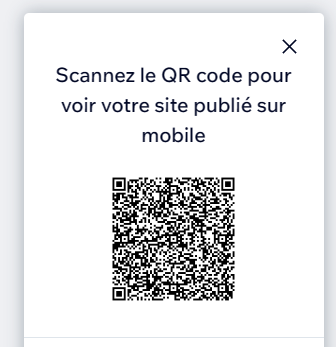 Scannez le QR code pour
voir votre site publié sur
mobile